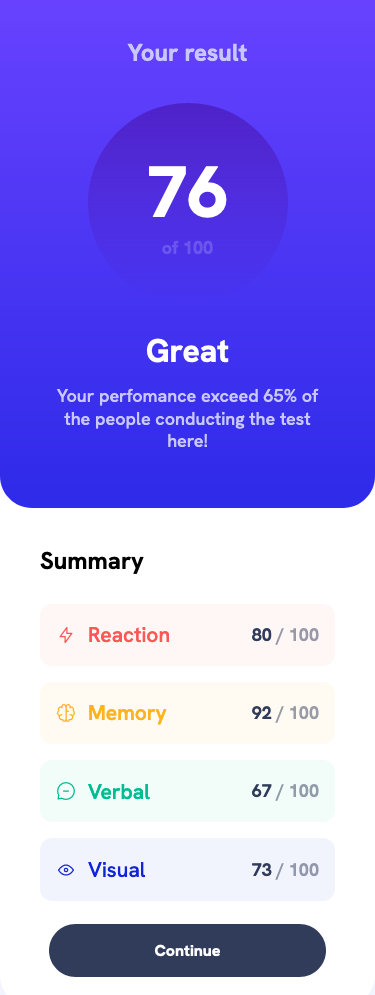 Your result
76
of 100
Great
Your perfomance exceed 65% of
the people conducting the test
here!
Summary
Reaction 80 / 100
Memory 92 / 100
Verbal 67 / 100
Visual 73 / 100
Continue